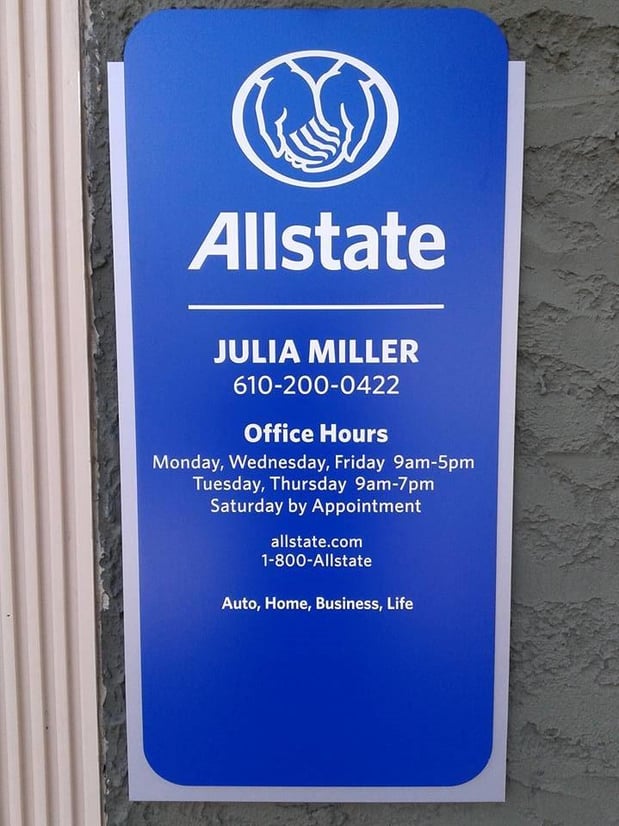 Allstate
JULIA MILLER
610-200-0422
Office Hours
Monday, Wednesday, Friday 9am-5pm
Tuesday, Thursday 9am-7pm
Saturday by Appointment
allstate.com
1-800-Allstate
Auto, Home, Business, Life